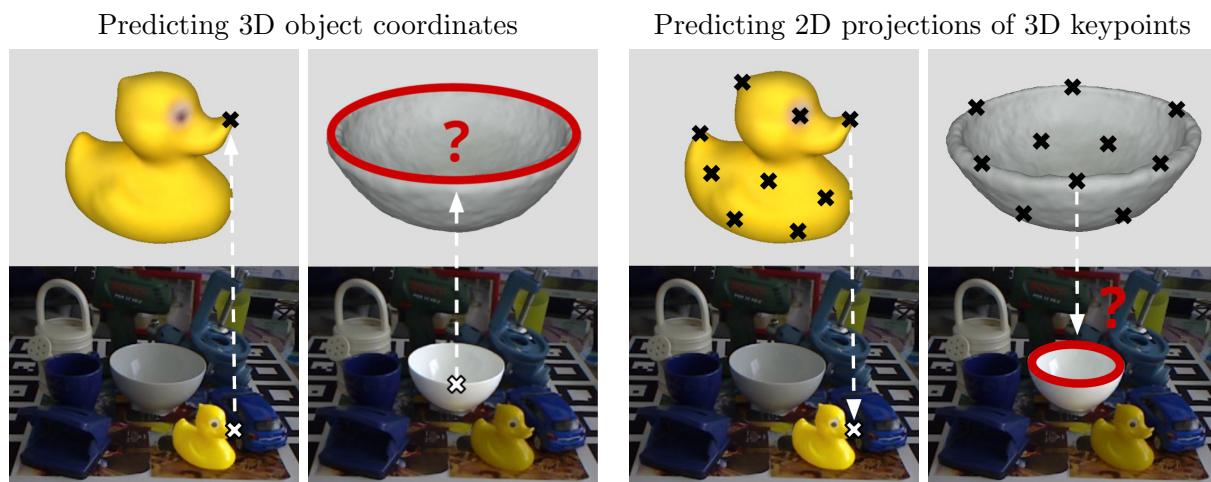 Predicting 3D object coordinates
Predicting 2D projections of 3D keypoints
?
?